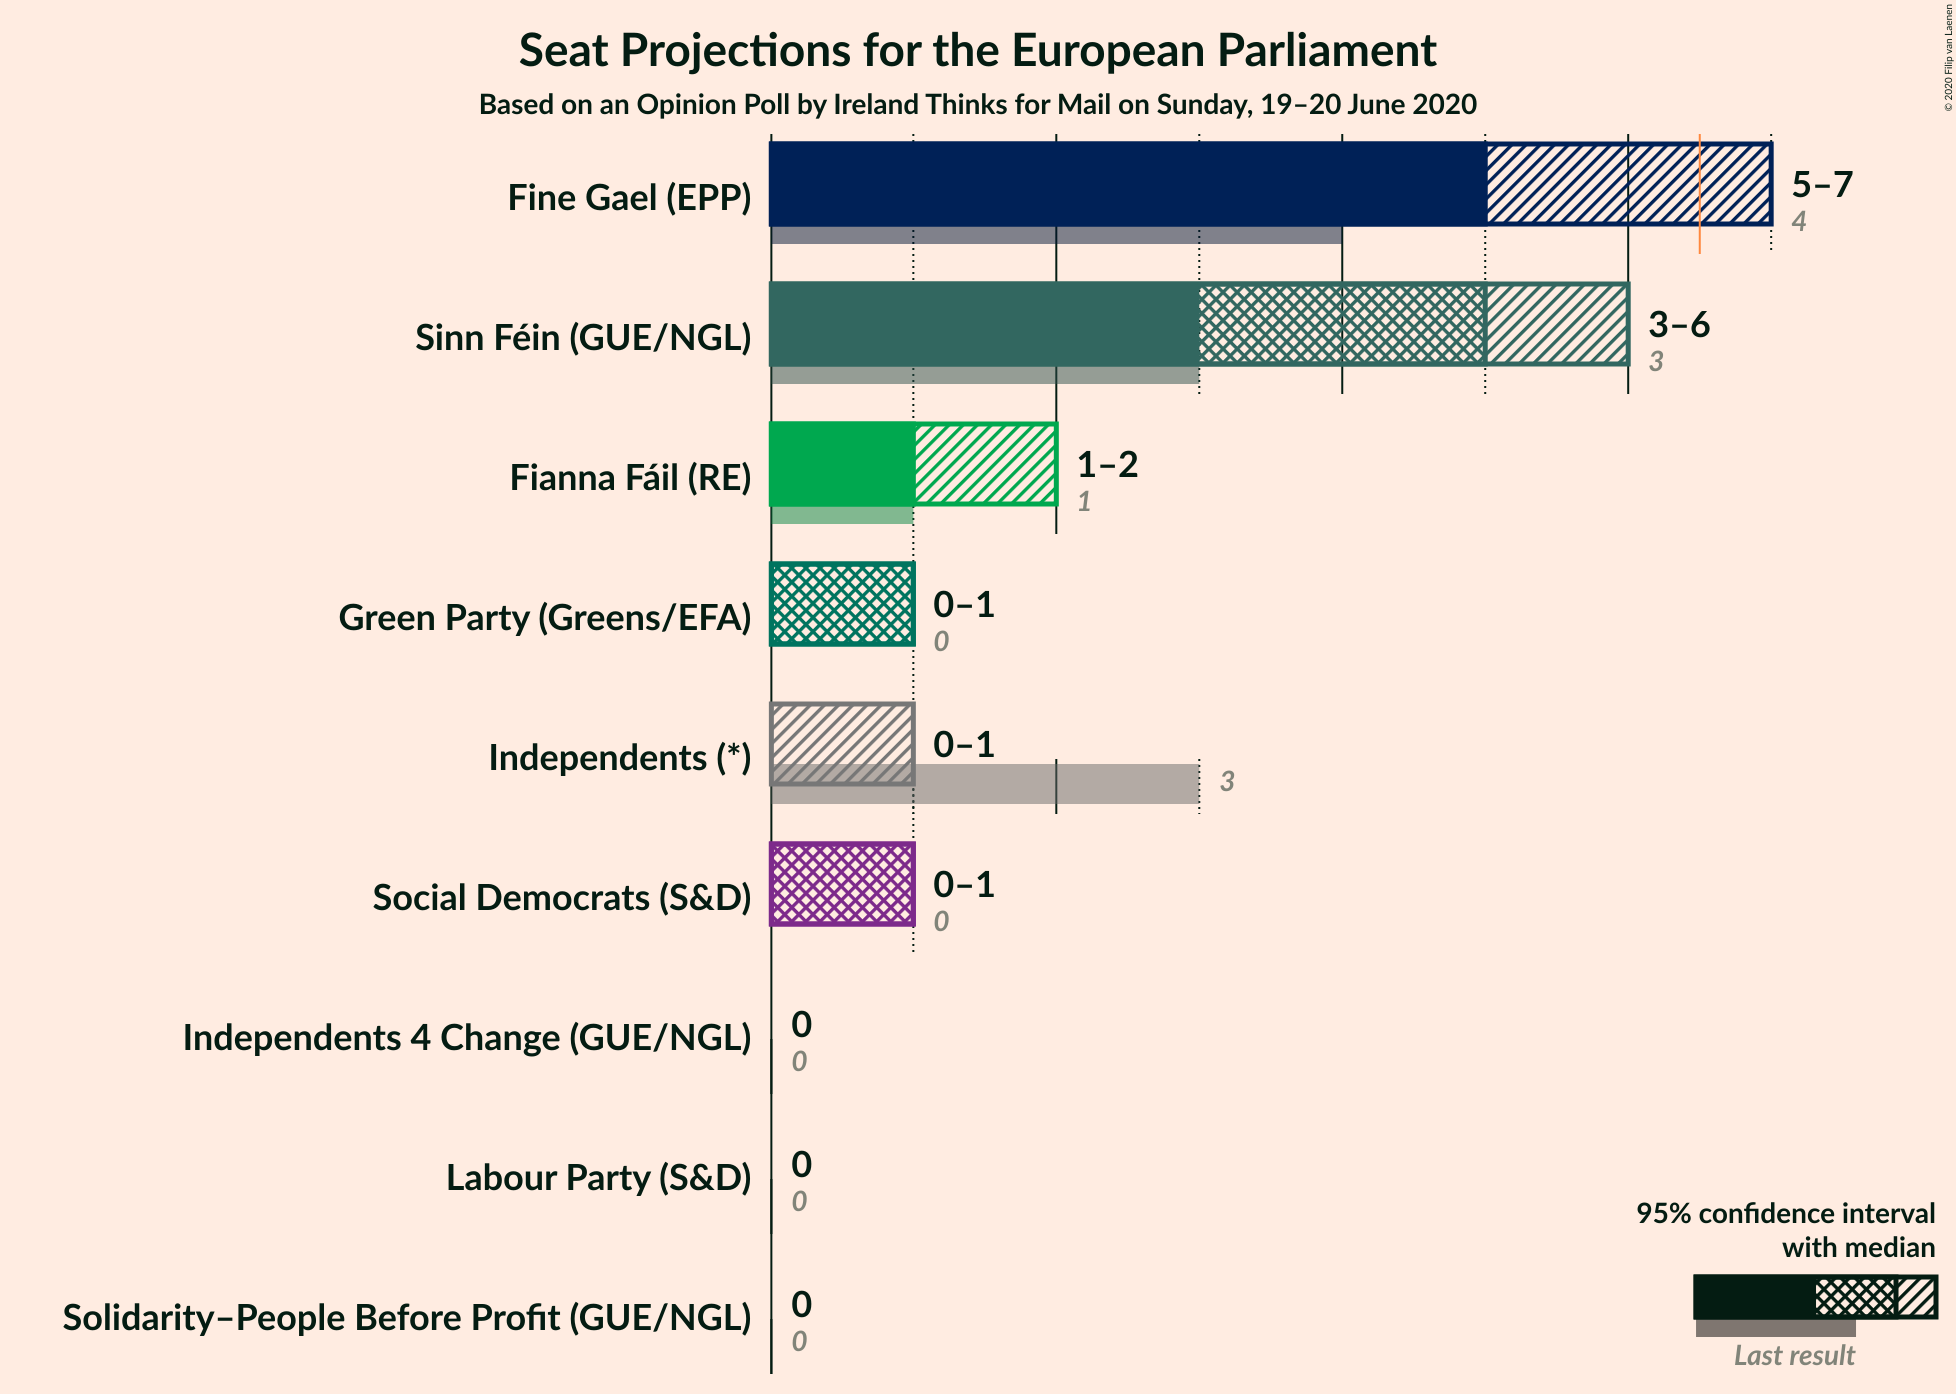 Seat Projections for the European Parliament
Based on an Opinion Poll by Ireland Thinks for Mail on Sunday, 19–20 June 2020
© 2020 Filip van Laenen
Fine Gael (EPP)
5–7
4
Sinn Féin (GUE/NGL)
3–6
3
Fianna Fáil (RE)
1–2
1
Green Party (Greens/EFA)
0–1
0
Independents (*)
0–1
3
Social Democrats (S&D)
0–1
0
Independents 4 Change (GUE/NGL)
0
0
Labour Party (S&D)
0
0
Solidarity–People Before Profit (GUE/NGL)
0
0
95% confidence interval
with median
Last result